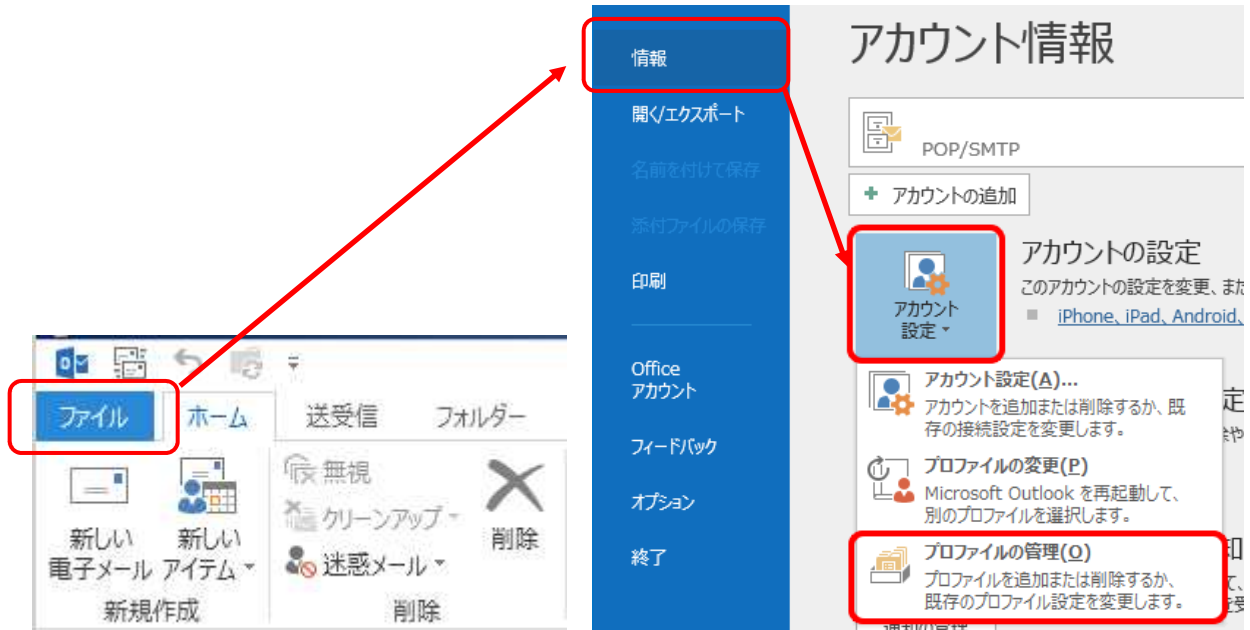 ファイル
ホーム
送受信
フォルダー
新しい
電子メール
新しい
アイテム
無視
クリーンアップ
迷惑メール
削除
新規作成
削除
情報
開く/エクスポート
名前を付けて保存
添付ファイルの保存
印刷
Office
アカウント
フィードバック
オプション
終了
アカウント情報
POP/SMTP
アカウントの追加
アカウント
設定
アカウントの設定
このアカウントの設定を変更、また
iPhone、iPad、Android、
アカウント設定(A)...
アカウントを追加または削除するか、既
存の接続設定を変更します。
プロファイルの変更(P)
Microsoft Outlook を再起動して、
別のプロファイルを選択します。
プロファイルの管理(O)
プロファイルを追加または削除するか、
既存のプロファイル設定を変更します。